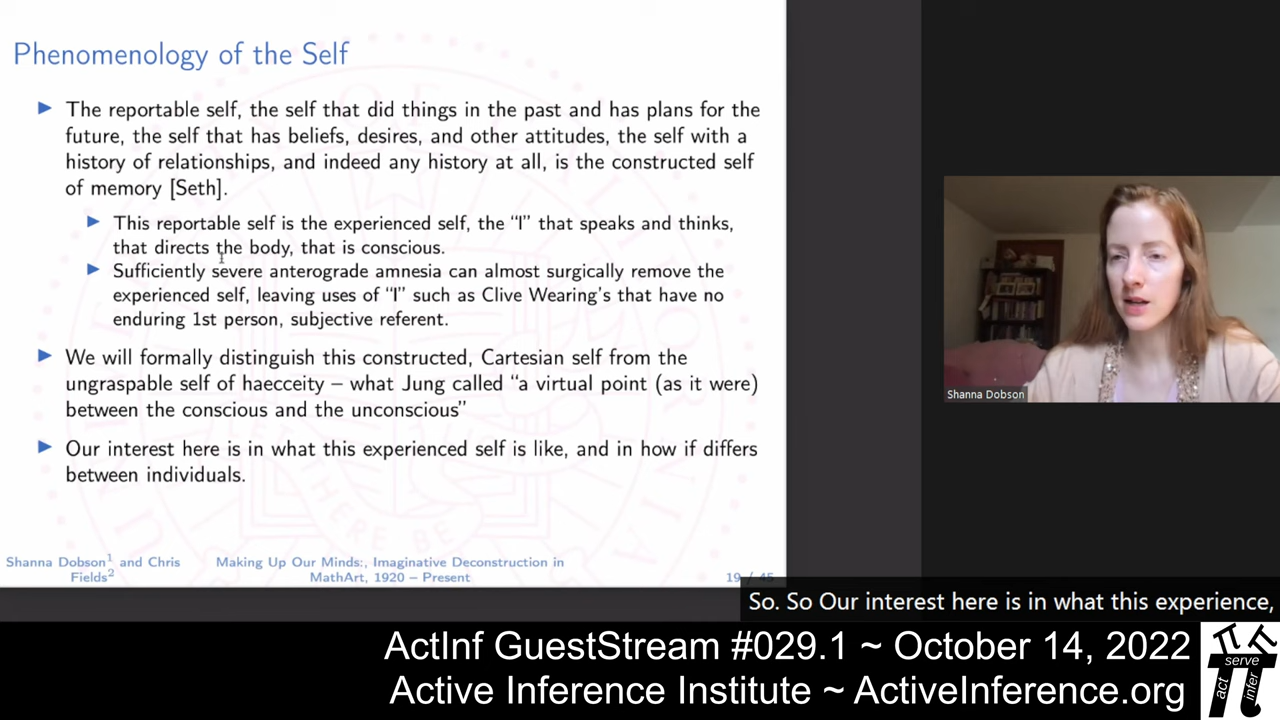 Phenomenology of the Self
The reportable self, the self that did things in the past and has plans for the
future, the self that has beliefs, desires, and other attitudes, the self with a
history of relationships, and indeed any history at all, is the constructed self
of memory [Seth].
This reportable self is the experienced self, the “I” that speaks and thinks,
that directs the body, that is conscious.
Sufficiently severe anterograde amnesia can almost surgically remove the
experienced self, leaving uses of “I” such as Clive Wearing's that have no
enduring 1st person, subjective referent.
We will formally distinguish this constructed, Cartesian self from the
ungraspable self of haecceity – what Jung called “a virtual point (as it were)
between the conscious and the unconscious”
Our interest here is in what this experienced self is like, and in how if differs
between individuals.
Shanna Dobson¹ and Chris
Fields²
Making Up Our Minds:, Imaginative Deconstruction in
MathArt, 1920 – Present
19 / 45
Shanna Dobson
So. So Our interest here is in what this experience,
ActInf GuestStream #029.1 ~ October 14, 2022
Active Inference Institute ~ ActiveInference.org
serve
act
infer